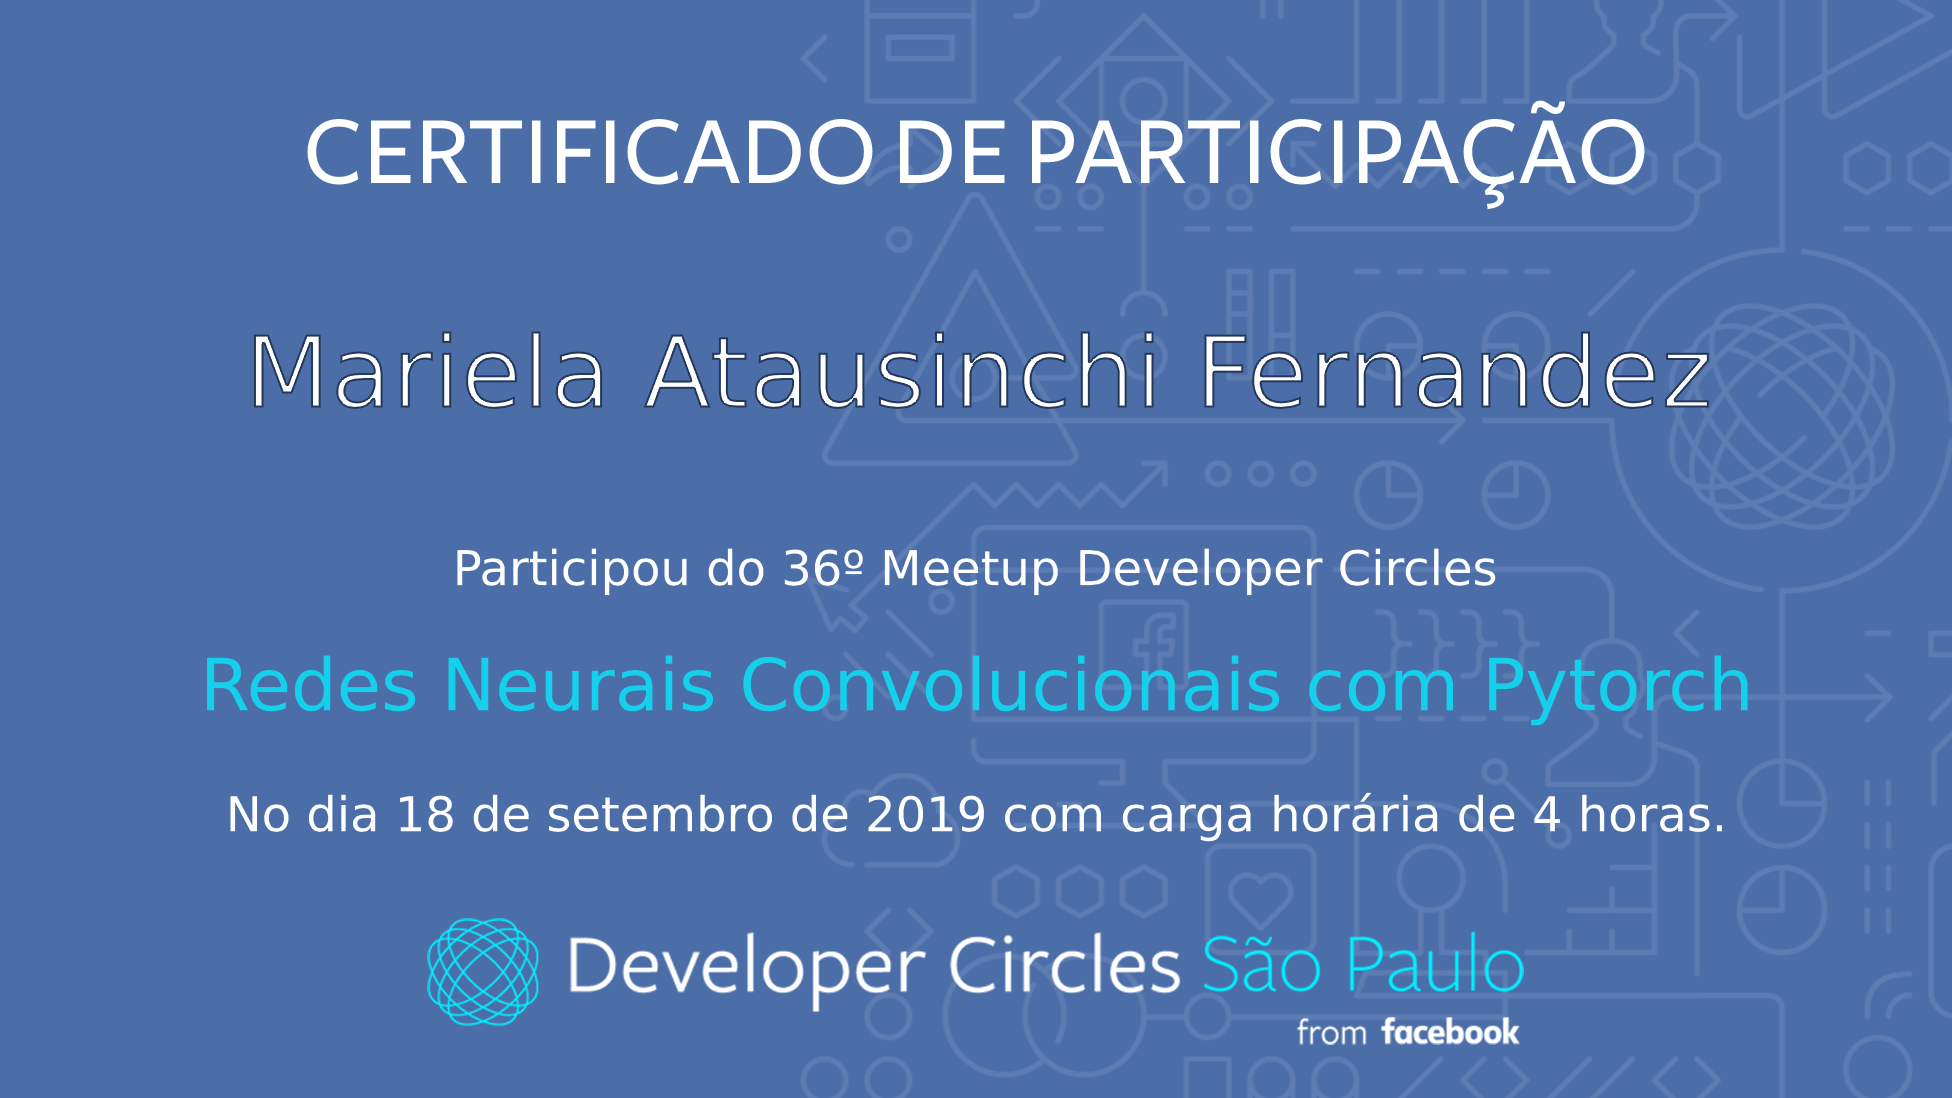 CERTIFICADO DE PARTICIPAÇÃO
Mariela Atausinchi Fernandez
Participou do 36º Meetup Developer Circles
Redes Neurais Convolucionais com Pytorch
No dia 18 de setembro de 2019 com carga horária de 4 horas.
Developer Circles São Paulo
from facebook